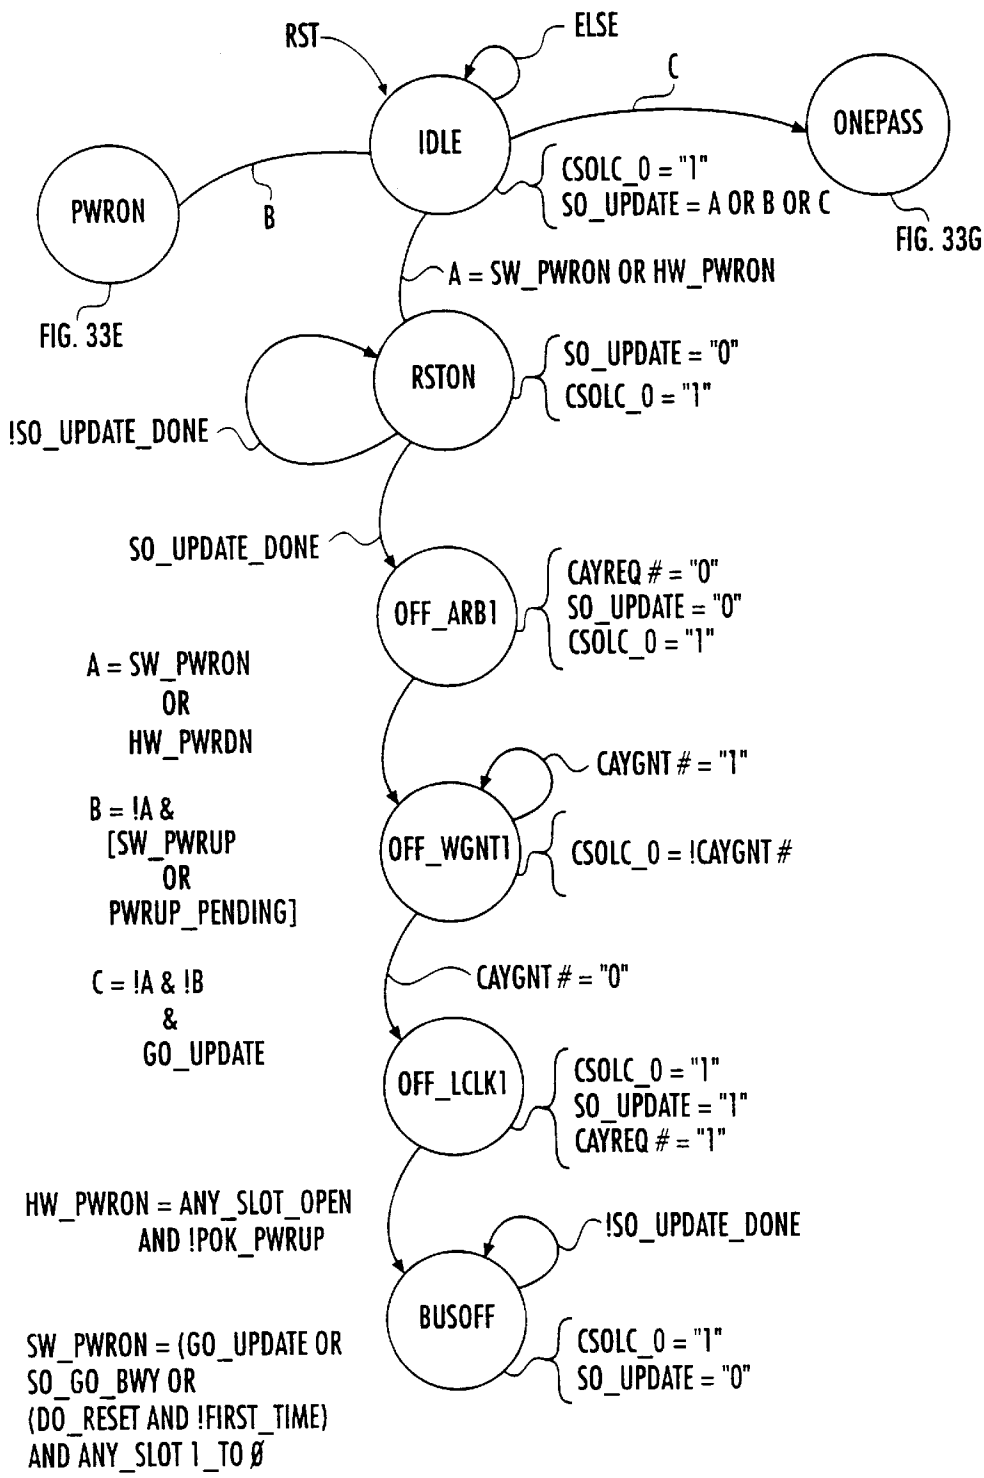 RST
ELSE
C
IDLE
ONEPASS
PWRON
B
CSOLC_0 = "1"
SO_UPDATE = A OR B OR C
FIG. 33G
A = SW_PWRON OR HW_PWRON
FIG. 33E
RSTON
SO_UPDATE = "0"
CSOLC_0 = "1"
!SO_UPDATE_DONE
SO_UPDATE_DONE
OFF_ARB1
CAYREQ # = "0"
SO_UPDATE = "0"
CSOLC_0 = "1"
A = SW_PWRON
OR
HW_PWRDN
CAYGNT # = "1"
B = !A &
[SW_PWRUP
OR
PWRUP_PENDING]
OFF_WGNT1
CSOLC_0 = !CAYGNT #
C = !A & !B
&
GO_UPDATE
CAYGNT # = "0"
OFF_LCLK1
CSOLC_0 = "1"
SO_UPDATE = "1"
CAYREQ # = "1"
HW_PWRON = ANY_SLOT_OPEN
AND !POK_PWRUP
!SO_UPDATE_DONE
BUSOFF
CSOLC_0 = "1"
SO_UPDATE = "0"
SW_PWRON = (GO_UPDATE OR
SO_GO_BWY OR
(DO_RESET AND !FIRST_TIME)
AND ANY_SLOT 1_TO 0̸